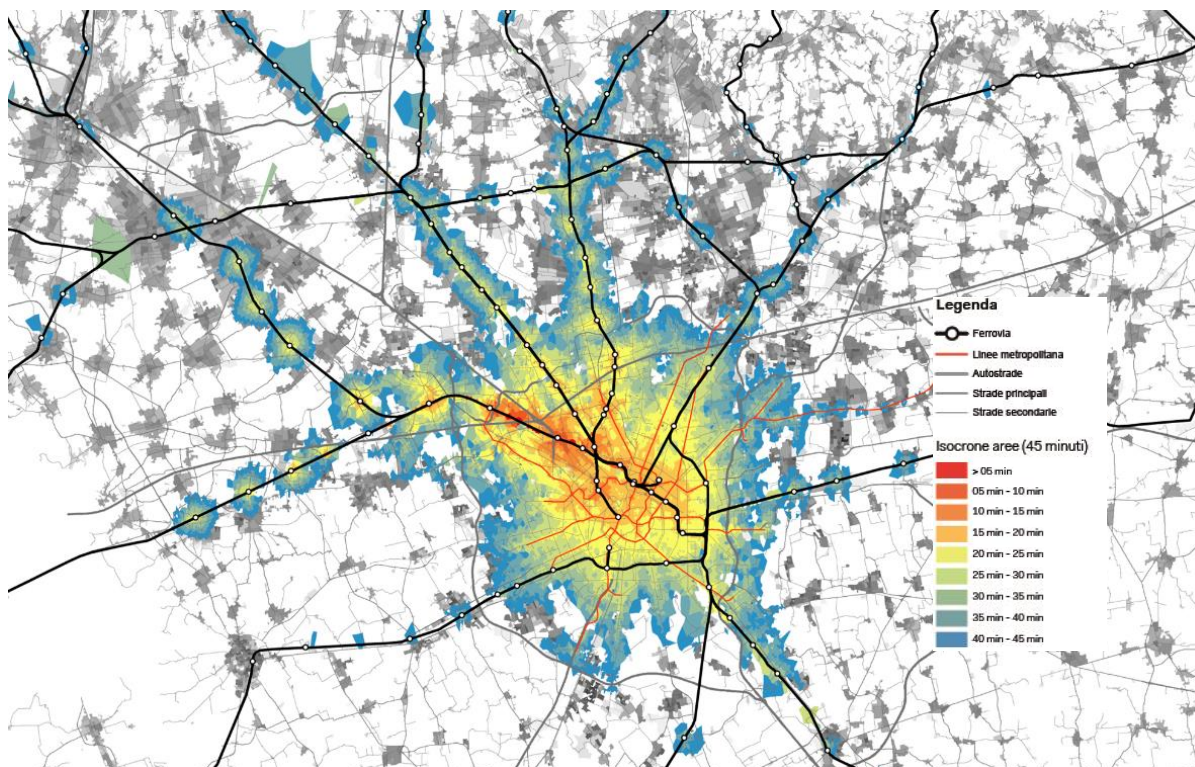 Legenda
Ferrovia
Linee metropolitana
Autostrade
Strade principali
Strade secondarie
Isocrone aree (45 minuti)
> 05 min
05 min - 10 min
10 min - 15 min
15 min - 20 min
20 min - 25 min
25 min - 30 min
30 min - 35 min
35 min - 40 min
40 min - 45 min